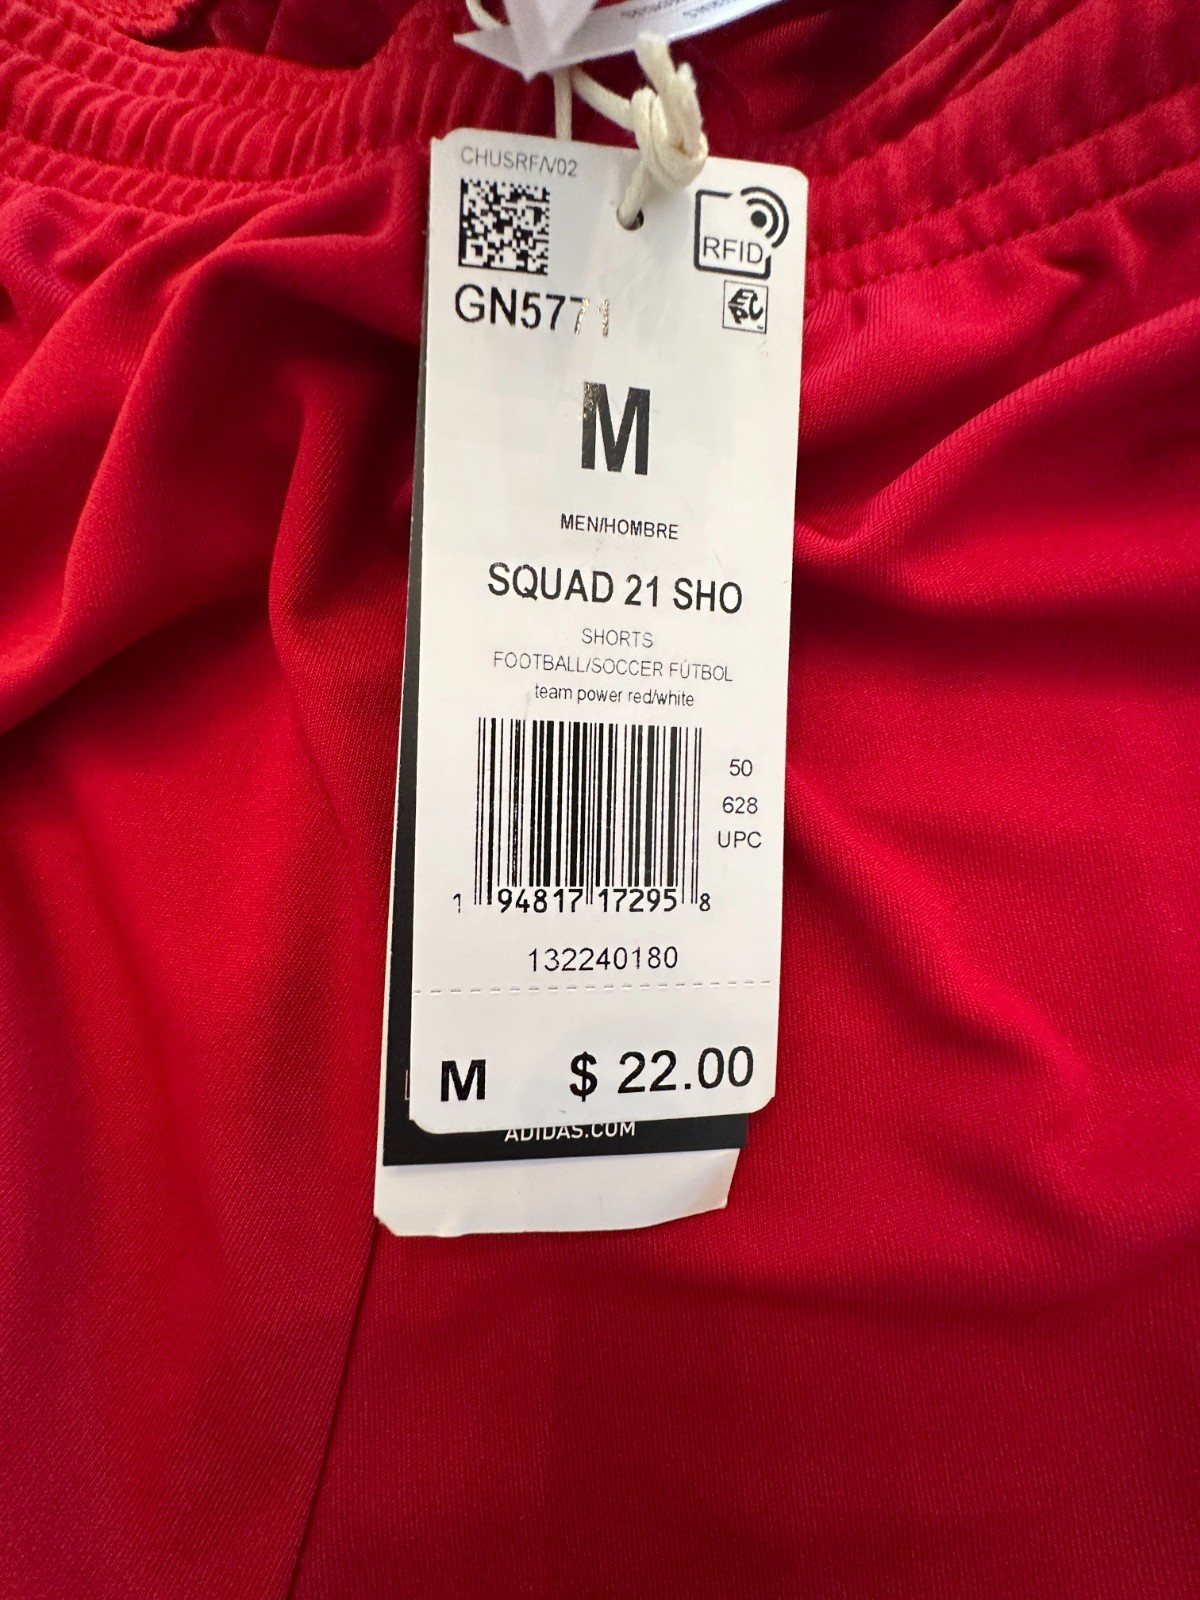 CHUSRF/V02
RFID
GN5771
M
MEN/HOMBRE
SQUAD 21 SHO
SHORTS
FOOTBALL/SOCCER FÚTBOL
team power red/white
50
628
UPC
1 94817 17295 8
132240180
M $ 22.00
ADIDAS.COM